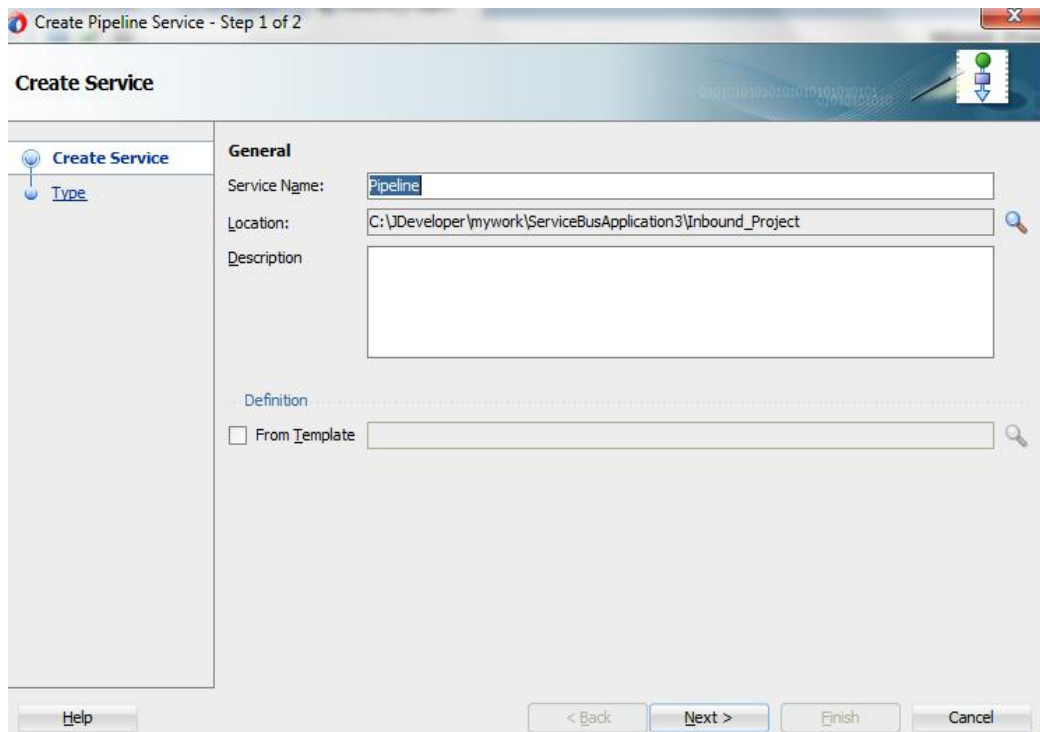 Create Pipeline Service - Step 1 of 2
Create Service
Create Service
Type
General
Service Name: Pipeline
Location: C:\JDeveloper\mywork\ServiceBusApplication3\Inbound_Project
Description
Definition
From Template
Help < Back Next > Finish Cancel